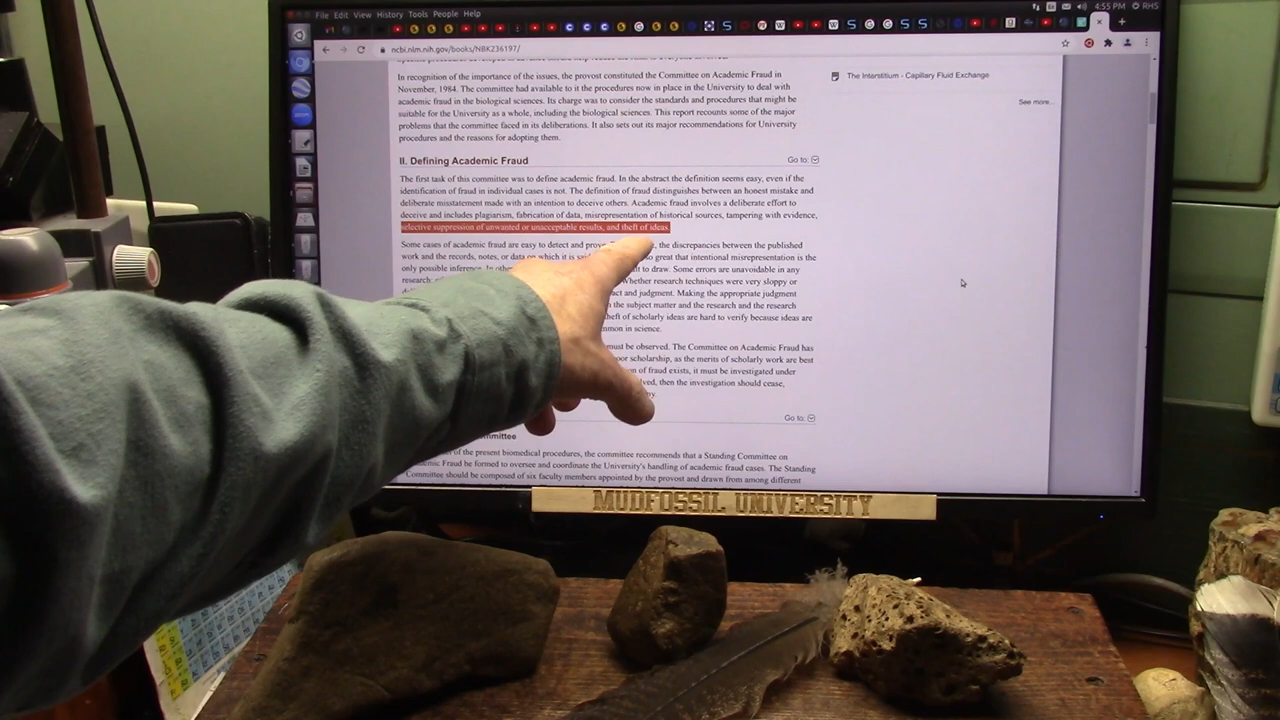 File Edit View History Tools People Help
4:55 PM RHS
ncbi.nlm.nih.gov/books/NBK236197/
In recognition of the importance of the issues, the provost constituted the Committee on Academic Fraud in
November, 1984. The committee had available to it the procedures now in place in the University to deal with
academic fraud in the biological sciences. Its charge was to consider the standards and procedures that might be
suitable for the University as a whole, including the biological sciences. This report recounts some of the major
problems that the committee faced in its deliberations. It also sets out its major recommendations for University
procedures and the reasons for adopting them.
The Interstitium - Capillary Fluid Exchange
See more...
II. Defining Academic Fraud
Go to:
The first task of this committee was to define academic fraud. In the abstract the definition seems easy, even if the
identification of fraud in individual cases is not. The definition of fraud distinguishes between an honest mistake and
deliberate misstatement made with an intention to deceive others. Academic fraud involves a deliberate effort to
deceive and includes plagiarism, fabrication of data, misrepresentation of historical sources, tampering with evidence,
selective suppression of unwanted or unacceptable results, and theft of ideas.
Some cases of academic fraud are easy to detect and prove the discrepancies between the published
work and the records, notes, or data on which it is so great that intentional misrepresentation is the
only possible inference. In to draw. Some errors are unavoidable in any
research; whether research techniques were very sloppy or
and judgment. Making the appropriate judgment
the subject matter and the research and the research
theft of scholarly ideas are hard to verify because ideas are
in science.
must be observed. The Committee on Academic Fraud has
scholarship, as the merits of scholarly work are best
of fraud exists, it must be investigated under
then the investigation should cease,
Go to:
of the present biomedical procedures, the committee recommends that a Standing Committee on
Fraud be formed to oversee and coordinate the University's handling of academic fraud cases. The Standing
Committee should be composed of six faculty members appointed by the provost and drawn from among different
MUDFOSSIL UNIVERSITY